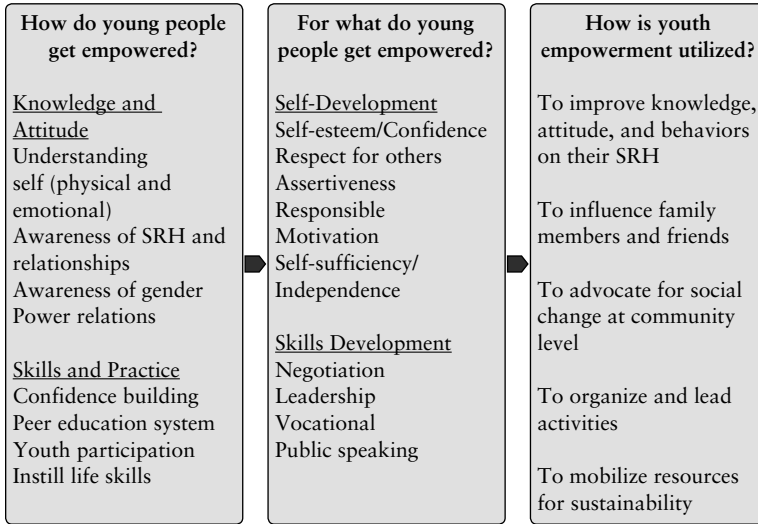 How do young people
get empowered?
Knowledge and
Attitude
Understanding
self (physical and
emotional)
Awareness of SRH and
relationships
Awareness of gender
Power relations
Skills and Practice
Confidence building
Peer education system
Youth participation
Instill life skills
For what do young
people get empowered?
Self-Development
Self-esteem/Confidence
Respect for others
Assertiveness
Responsible
Motivation
Self-sufficiency/
Independence
Skills Development
Negotiation
Leadership
Vocational
Public speaking
How is youth
empowerment utilized?
To improve knowledge,
attitude, and behaviors
on their SRH
To influence family
members and friends
To advocate for social
change at community
level
To organize and lead
activities
To mobilize resources
for sustainability